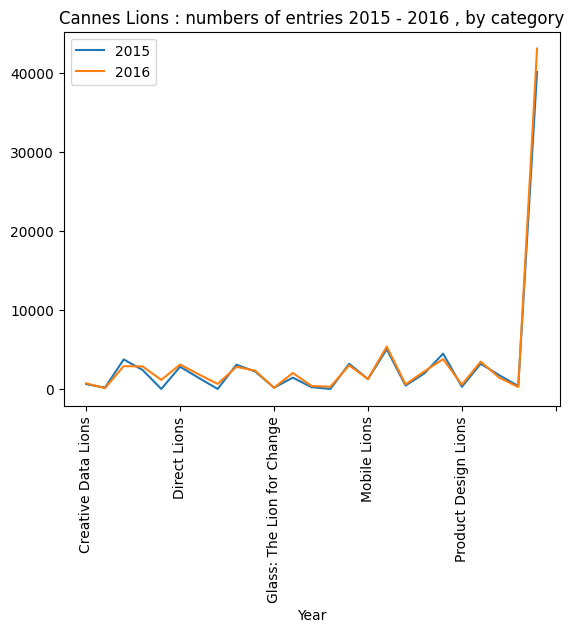 Cannes Lions : numbers of entries 2015 - 2016 , by category
2015
2016
40000
30000
20000
10000
0
Creative Data Lions
Direct Lions
Glass: The Lion for Change
Mobile Lions
Product Design Lions
Year